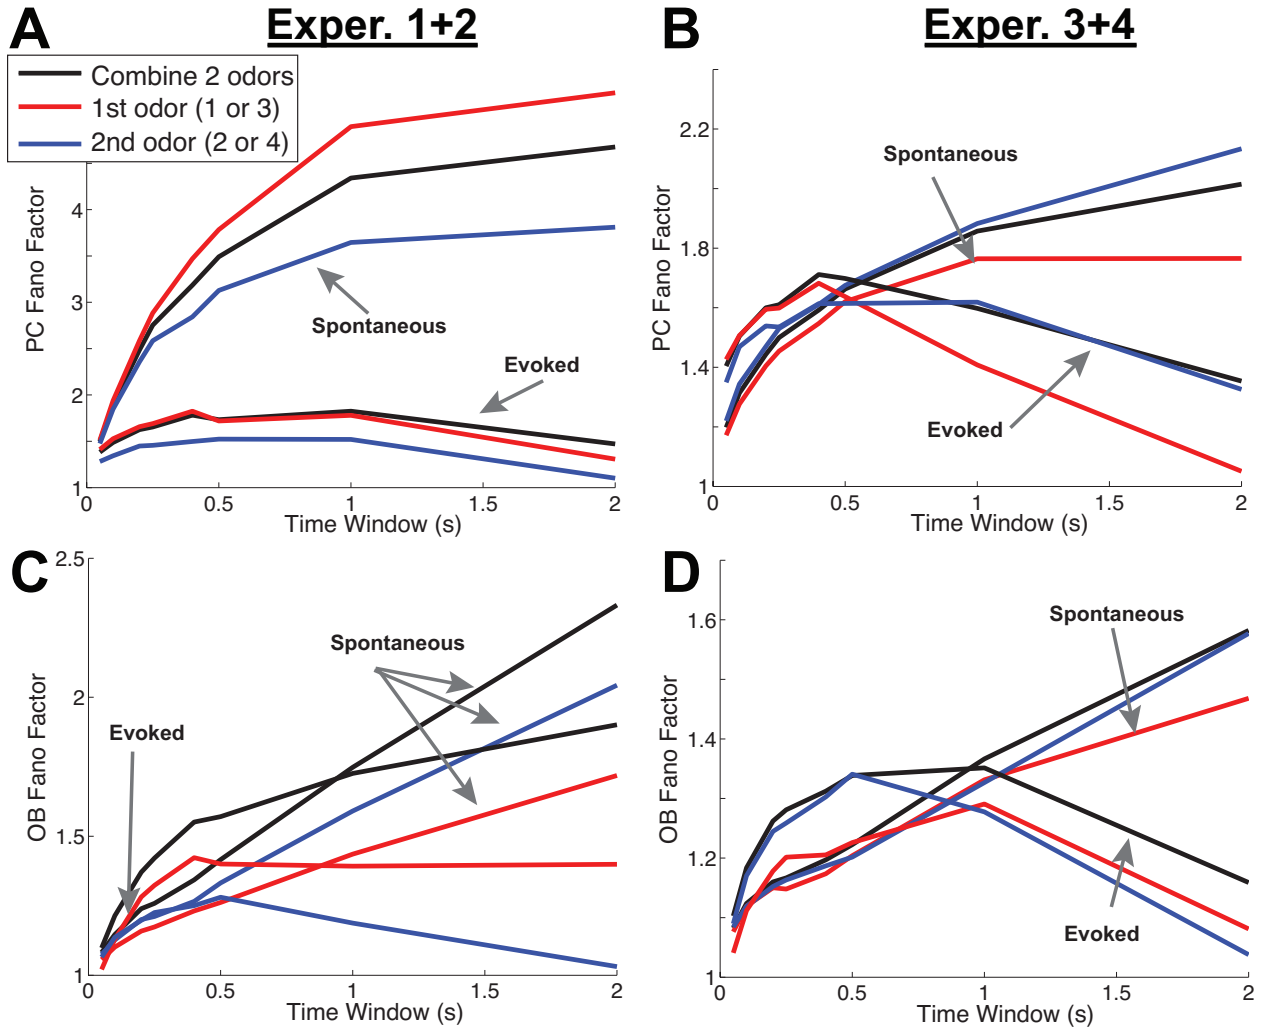 A
Exper. 1+2
B
Exper. 3+4
Combine 2 odors
1st odor (1 or 3)
2nd odor (2 or 4)
PC Fano Factor
4
3
2
1
Spontaneous
Evoked
0
0.5
1
1.5
2
Time Window (s)
PC Fano Factor
2.2
1.8
1.4
1
Spontaneous
Evoked
0
0.5
1
1.5
2
Time Window (s)
C
OB Fano Factor
2.5
2
1.5
1
Spontaneous
Evoked
0
0.5
1
1.5
2
Time Window (s)
D
OB Fano Factor
1.6
1.4
1.2
1
Spontaneous
Evoked
0
0.5
1
1.5
2
Time Window (s)